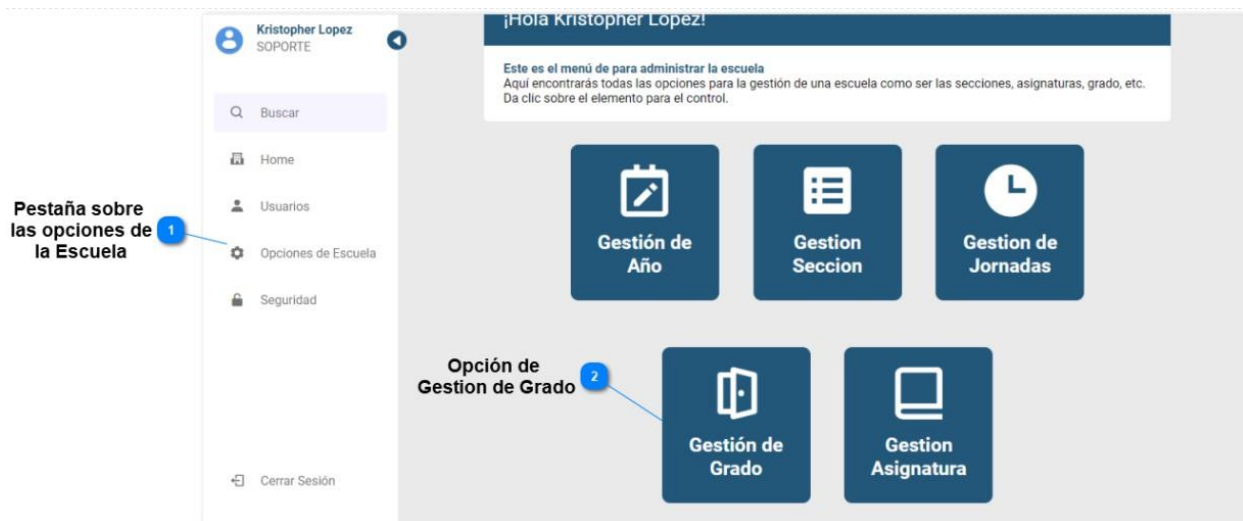 Kristopher Lopez
SOPORTE
¡Hola Kristopher Lopez!
Este es el menú de para administrar la escuela
Aquí encontrarás todas las opciones para la gestión de una escuela como ser las secciones, asignaturas, grado, etc.
Da clic sobre el elemento para el control.
Buscar
Home
Usuarios
Opciones de Escuela
Seguridad
Cerrar Sesión
Pestaña sobre
las opciones de
la Escuela
1
Gestión de
Año
Gestion
Seccion
Gestion de
Jornadas
Opción de
Gestion de Grado
2
Gestión de
Grado
Gestion
Asignatura